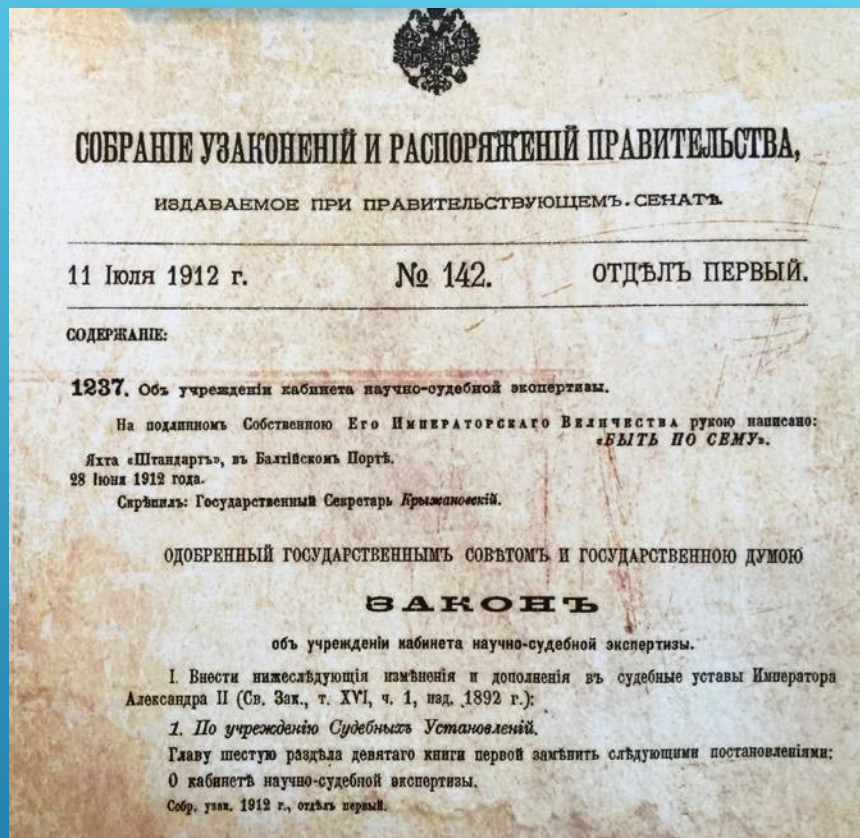 СОБРАНІЕ УЗАКОНЕНІЙ И РАСПОРЯЖЕНІЙ ПРАВИТЕЛЬСТВА,
ИЗДАВАЕМОЕ ПРИ ПРАВИТЕЛЬСТВУЮЩЕМЪ.СЕНАТѢ
11 Іюля 1912 г. № 142. ОТДѢЛЪ ПЕРВЫЙ.
СОДЕРЖАНІЕ:
1237. Объ учрежденіи кабинета научно-судебной экопертизы.
На подлинномъ Собственною Его Императорскаго Величества рукою написано:
«БЫТЬ ПО СЕМУ».
Яхта «Штандартъ», въ Балтійскомъ Портѣ.
28 Іюня 1912 года.
Скрѣпилъ: Государственный Секретарь Крыжановскій.
ОДОБРЕННЫЙ ГОСУДАРСТВЕННЫМЪ СОВѢТОМЪ И ГОСУДАРСТВЕННОЮ ДУМОЮ
ЗАКОНЪ
объ учрежденіи кабинета научно-судебной экспертизы.
I. Внести нижеслѣдующія измѣненія и дополненія въ судебные уставы Императора
Александра II (Св. Зак., т. XVI, ч. 1, изд. 1892 г.):
1. По учрежденію Судебныхъ Установленій.
Главу шестую раздѣла девятаго книги первой замѣнить слѣдующими постановленіями:
О кабинетѣ научно-судебной экспертизы.
Собр. узак. 1912 г., отдѣлъ первый.